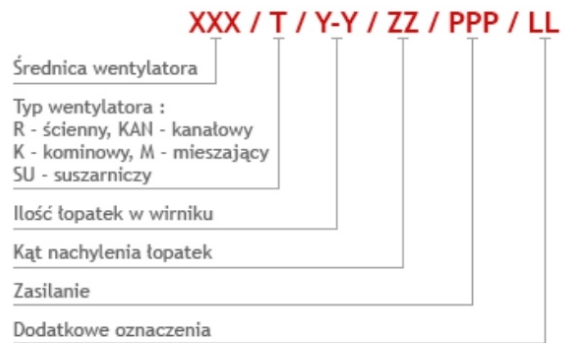 XXX / T / Y-Y / ZZ / PPP / LL
Średnica wentylatora
Typ wentylatora :
R - ścienny, KAN - kanałowy
K - kominowy, M - mieszający
SU - suszarniczy
Ilość łopatek w wirniku
Kąt nachylenia łopatek
Zasilanie
Dodatkowe oznaczenia